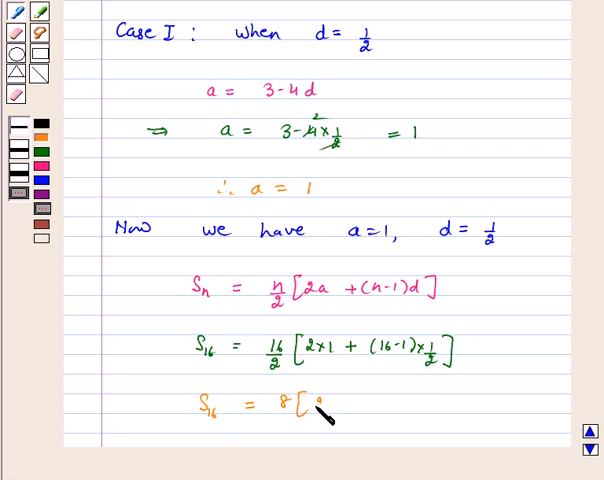 Case I : when d = 1/2
a = 3 - 4d
⇒ a = 3 - 4 × 1/2 = 1
∴ a = 1
Now we have a = 1, d = 1/2
Sn = n/2 [2a + (n-1)d]
S16 = 16/2 [2×1 + (16-1)×1/2]
S16 = 8 [